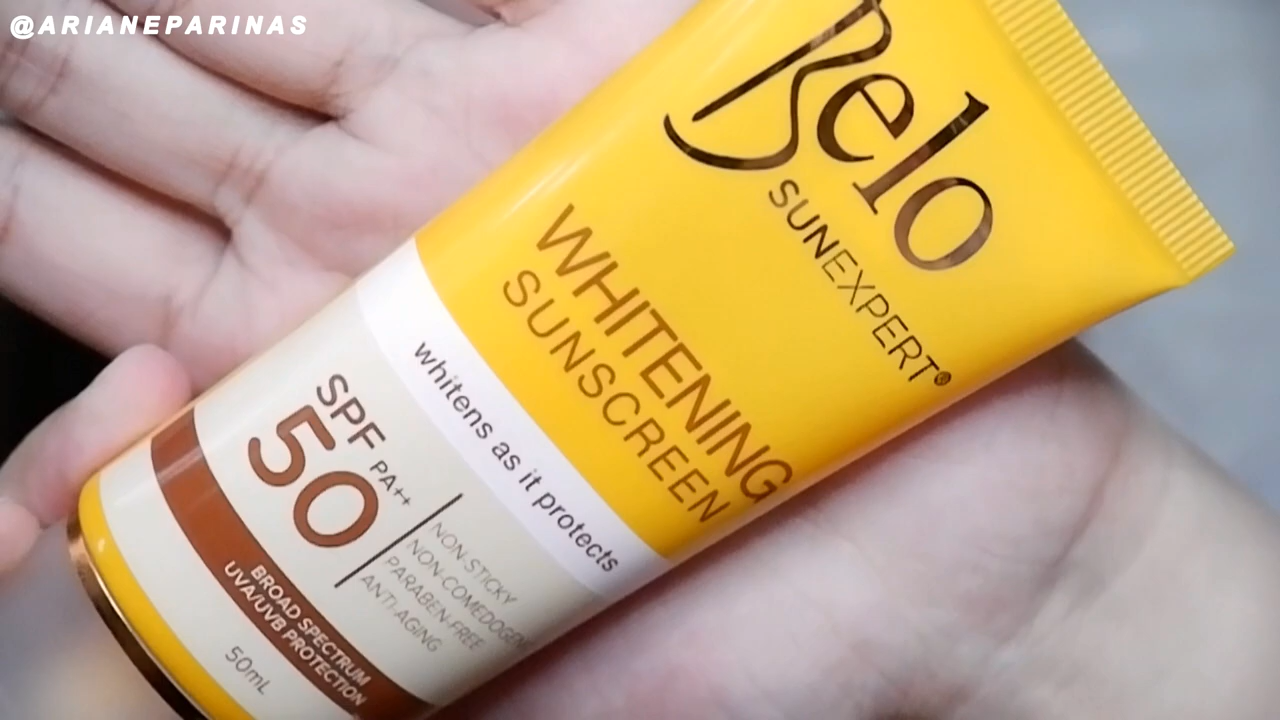 @ARIANEPARINAS
Belo
SUNEXPERT®
WHITENING
SUNSCREEN
whitens as it protects
SPF
50 PA++
NON-STICKY
NON-COMEDOGENIC
PARABEN-FREE
ANTI-AGING
BROAD SPECTRUM
UVA/UVB PROTECTION
50mL